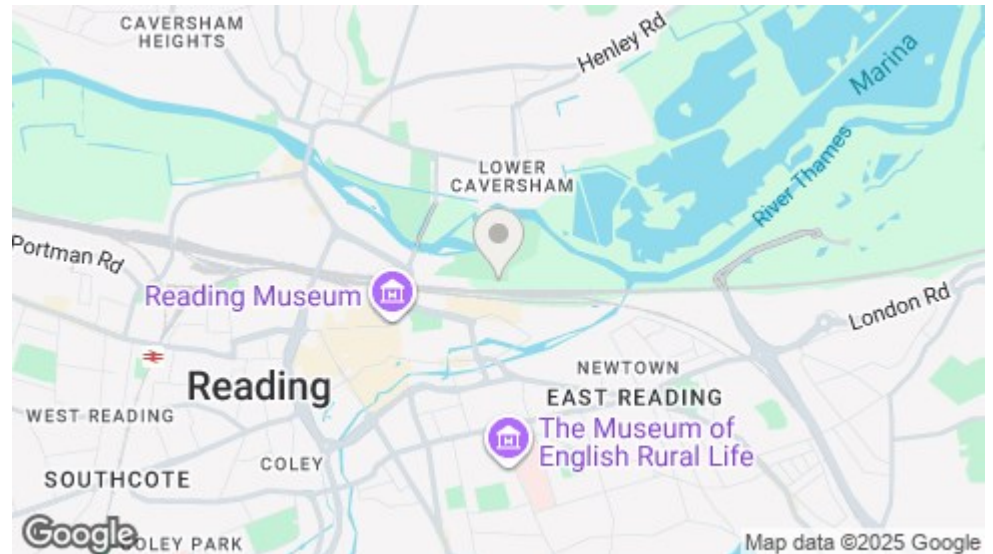 CAVERSHAM
HEIGHTS
Henley Rd
Marina
LOWER
CAVERSHAM
River Thames
Portman Rd
Reading Museum
London Rd
Reading
NEWTOWN
EAST READING
WEST READING
The Museum of
English Rural Life
COLEY
SOUTHCOTE
Google
OLEY PARK
Map data ©2025 Google